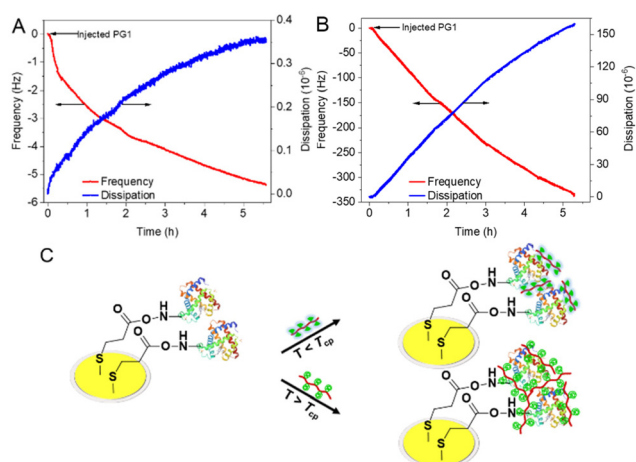 A
Injected PG1
Frequency (Hz)
0
-1
-2
-3
-4
-5
-6
0.4
0.3
0.2
0.1
0.0
Dissipation (10⁻⁶)
Frequency
Dissipation
0 1 2 3 4 5
Time (h)
B
Injected PG1
Frequency (Hz)
0
-50
-100
-150
-200
-250
-300
-350
150
120
90
60
30
0
Dissipation (10⁻⁶)
Frequency
Dissipation
0 1 2 3 4 5
Time (h)
C
O
O
N
H
O
O
N
H
S
S
T < Tcp
T > Tcp
O
O
N
H
O
O
N
H
S
S
O
O
N
H
O
O
N
H
S
S